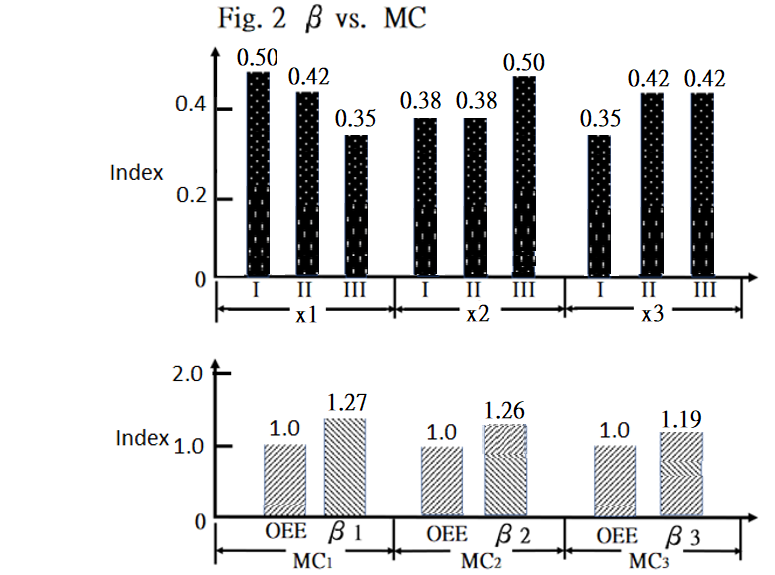 Fig. 2 β vs. MC
0.50 0.42 0.35 0.38 0.38 0.50 0.35 0.42 0.42
0.4
Index
0.2
0
I II III I II III I II III
x1 x2 x3
2.0
1.27 1.26 1.19
1.0 1.0 1.0
Index 1.0
0
OEE β 1 OEE β 2 OEE β 3
MC1 MC2 MC3